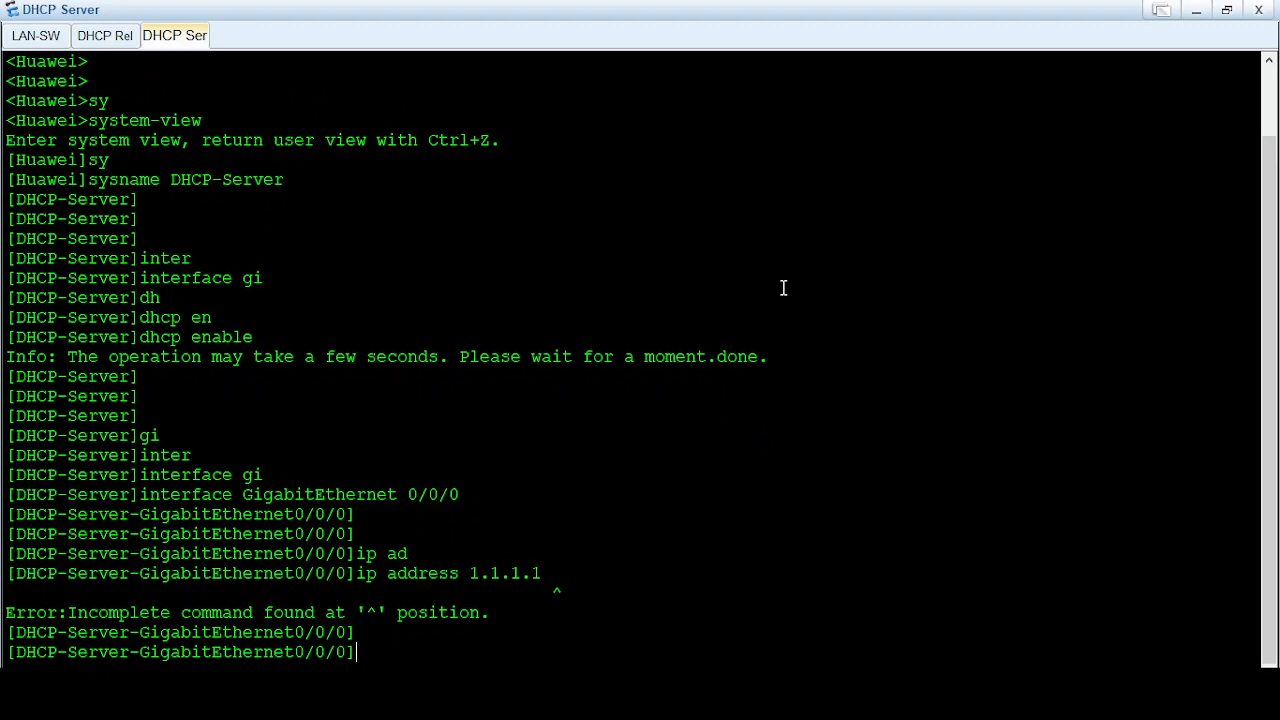 DHCP Server
LAN-SW DHCP Rel DHCP Ser
<Huawei>
<Huawei>
<Huawei>sy
<Huawei>system-view
Enter system view, return user view with Ctrl+Z.
[Huawei]sy
[Huawei]sysname DHCP-Server
[DHCP-Server]
[DHCP-Server]
[DHCP-Server]
[DHCP-Server]inter
[DHCP-Server]interface gi
[DHCP-Server]dh
[DHCP-Server]dhcp en
[DHCP-Server]dhcp enable
Info: The operation may take a few seconds. Please wait for a moment.done.
[DHCP-Server]
[DHCP-Server]
[DHCP-Server]
[DHCP-Server]gi
[DHCP-Server]inter
[DHCP-Server]interface gi
[DHCP-Server]interface GigabitEthernet 0/0/0
[DHCP-Server-GigabitEthernet0/0/0]
[DHCP-Server-GigabitEthernet0/0/0]
[DHCP-Server-GigabitEthernet0/0/0]ip ad
[DHCP-Server-GigabitEthernet0/0/0]ip address 1.1.1.1
^
Error:Incomplete command found at '^' position.
[DHCP-Server-GigabitEthernet0/0/0]
[DHCP-Server-GigabitEthernet0/0/0]